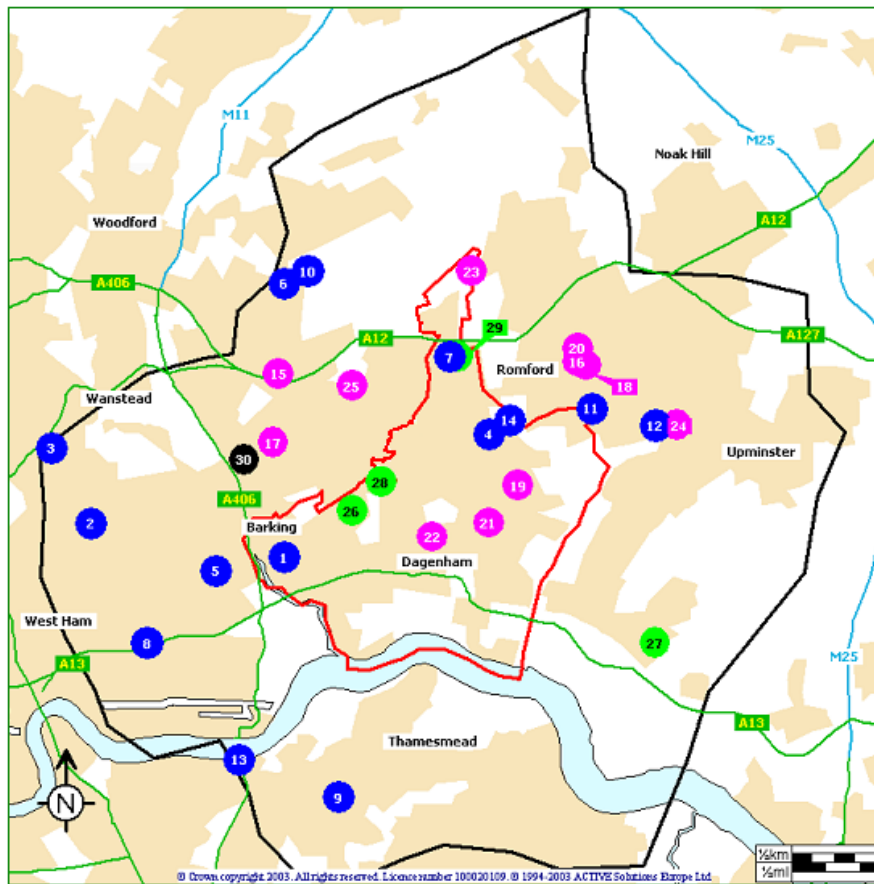 M11
M25
Noak Hill
Woodford
A12
A406
10
23
6
29
A127
A12
7
20
Romford
16
15
25
18
Wanstead
11
14
12
24
4
17
3
Upminster
30
28
19
A406
26
2
Barking
21
22
1
Dagenham
5
West Ham
8
27
M25
A13
A13
Thamesmead
13
9
N
½km
½mi
© Crown copyright 2003. All rights reserved. Licence number 100020109. © 1994-2003 ACTIVE Solutions Europe Ltd